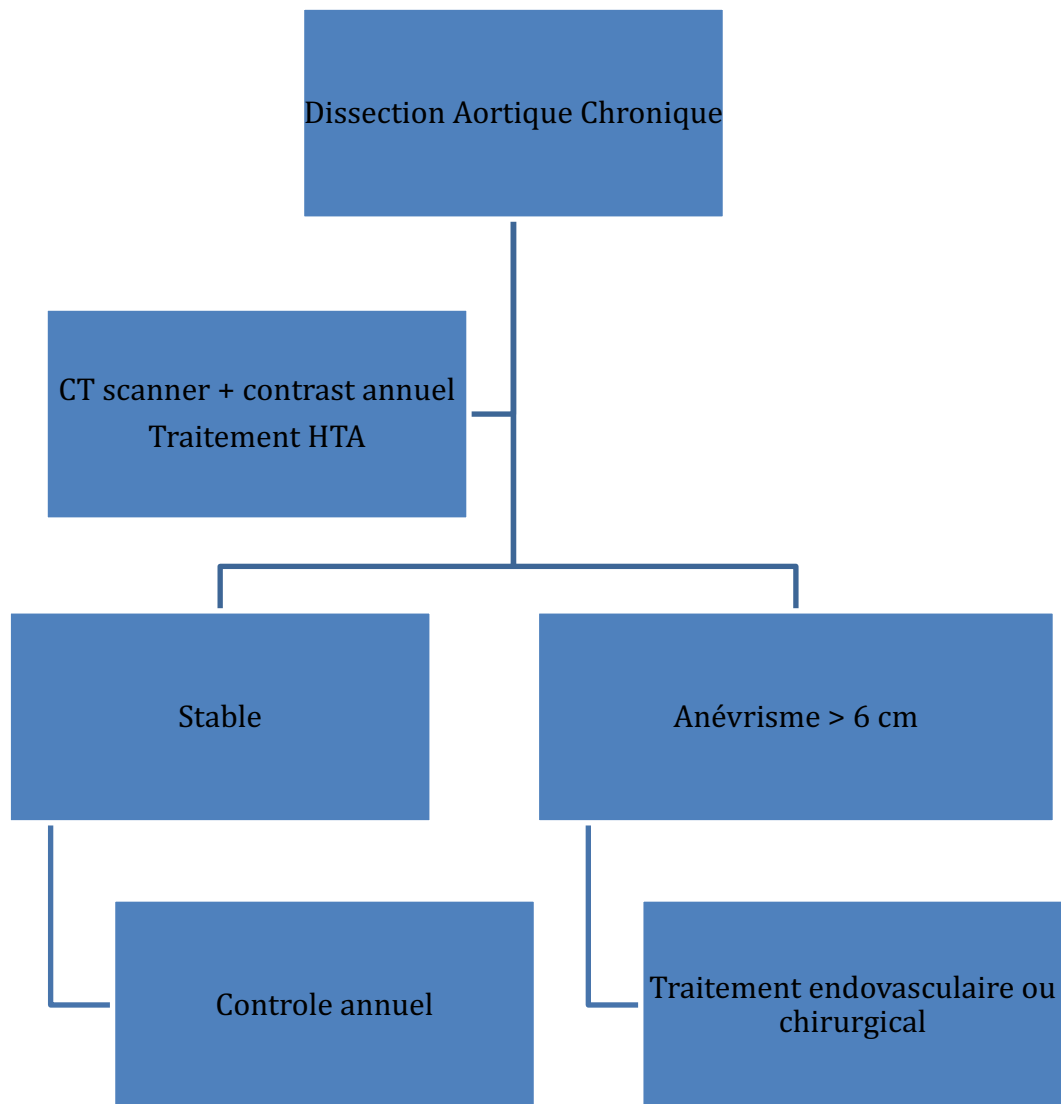 Dissection Aortique Chronique
CT scanner + contrast annuel
Traitement HTA
Stable
Anévrisme > 6 cm
Controle annuel
Traitement endovasculaire ou
chirurgical